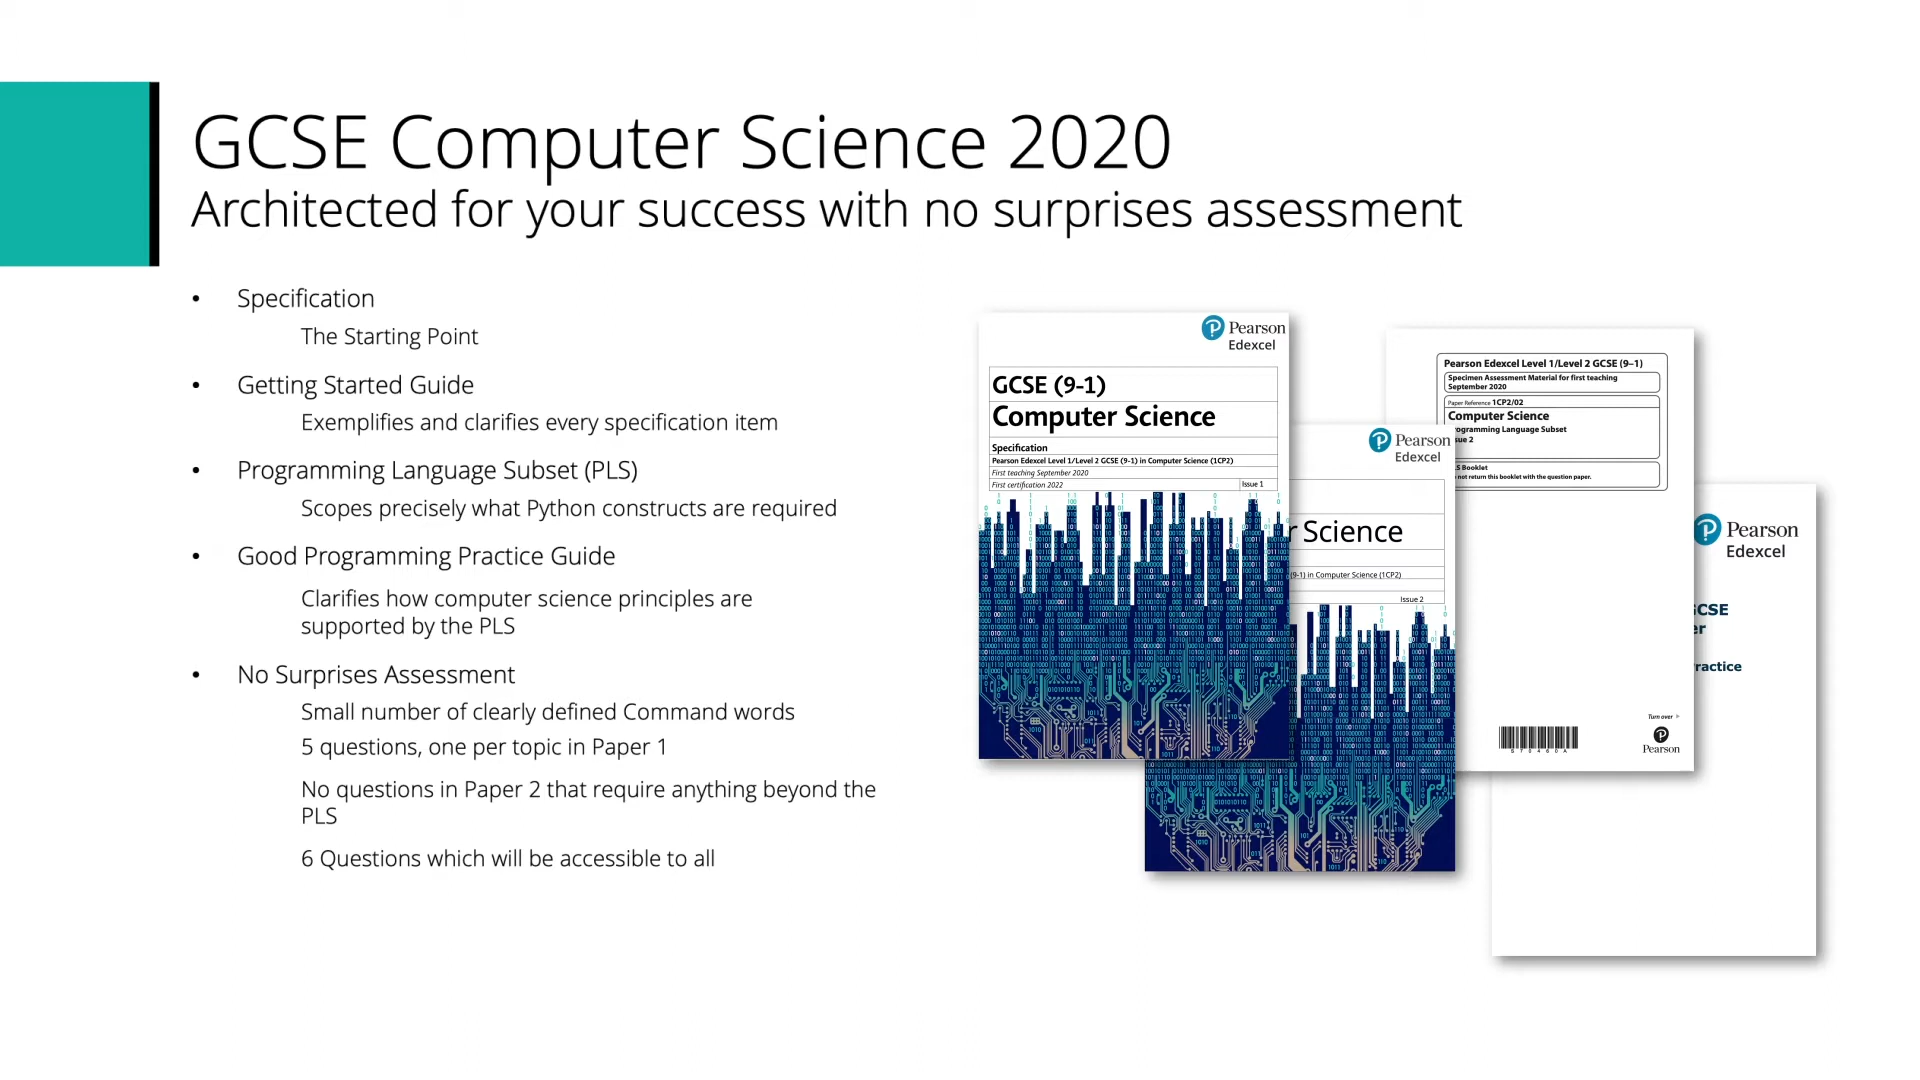 GCSE Computer Science 2020
Architected for your success with no surprises assessment
• Specification
The Starting Point
• Getting Started Guide
Exemplifies and clarifies every specification item
• Programming Language Subset (PLS)
Scopes precisely what Python constructs are required
• Good Programming Practice Guide
Clarifies how computer science principles are
supported by the PLS
• No Surprises Assessment
Small number of clearly defined Command words
5 questions, one per topic in Paper 1
No questions in Paper 2 that require anything beyond the
PLS
6 Questions which will be accessible to all
Pearson
Edexcel
GCSE (9-1)
Computer Science
Specification
Pearson Edexcel Level 1/Level 2 GCSE (9-1) in Computer Science (1CP2)
First teaching September 2020
First certification 2022
Issue 1
Pearson
Edexcel
r Science
(9-1) in Computer Science (1CP2)
Issue 2
Pearson Edexcel Level 1/Level 2 GCSE (9–1)
Specimen Assessment Material for first teaching
September 2020
Paper Reference 1CP2/02
Computer Science
rogramming Language Subset
sue 2
S Booklet
not return this booklet with the question paper.
Turn over
S70460A
Pearson
Pearson
Edexcel
GCSE
er
ractice